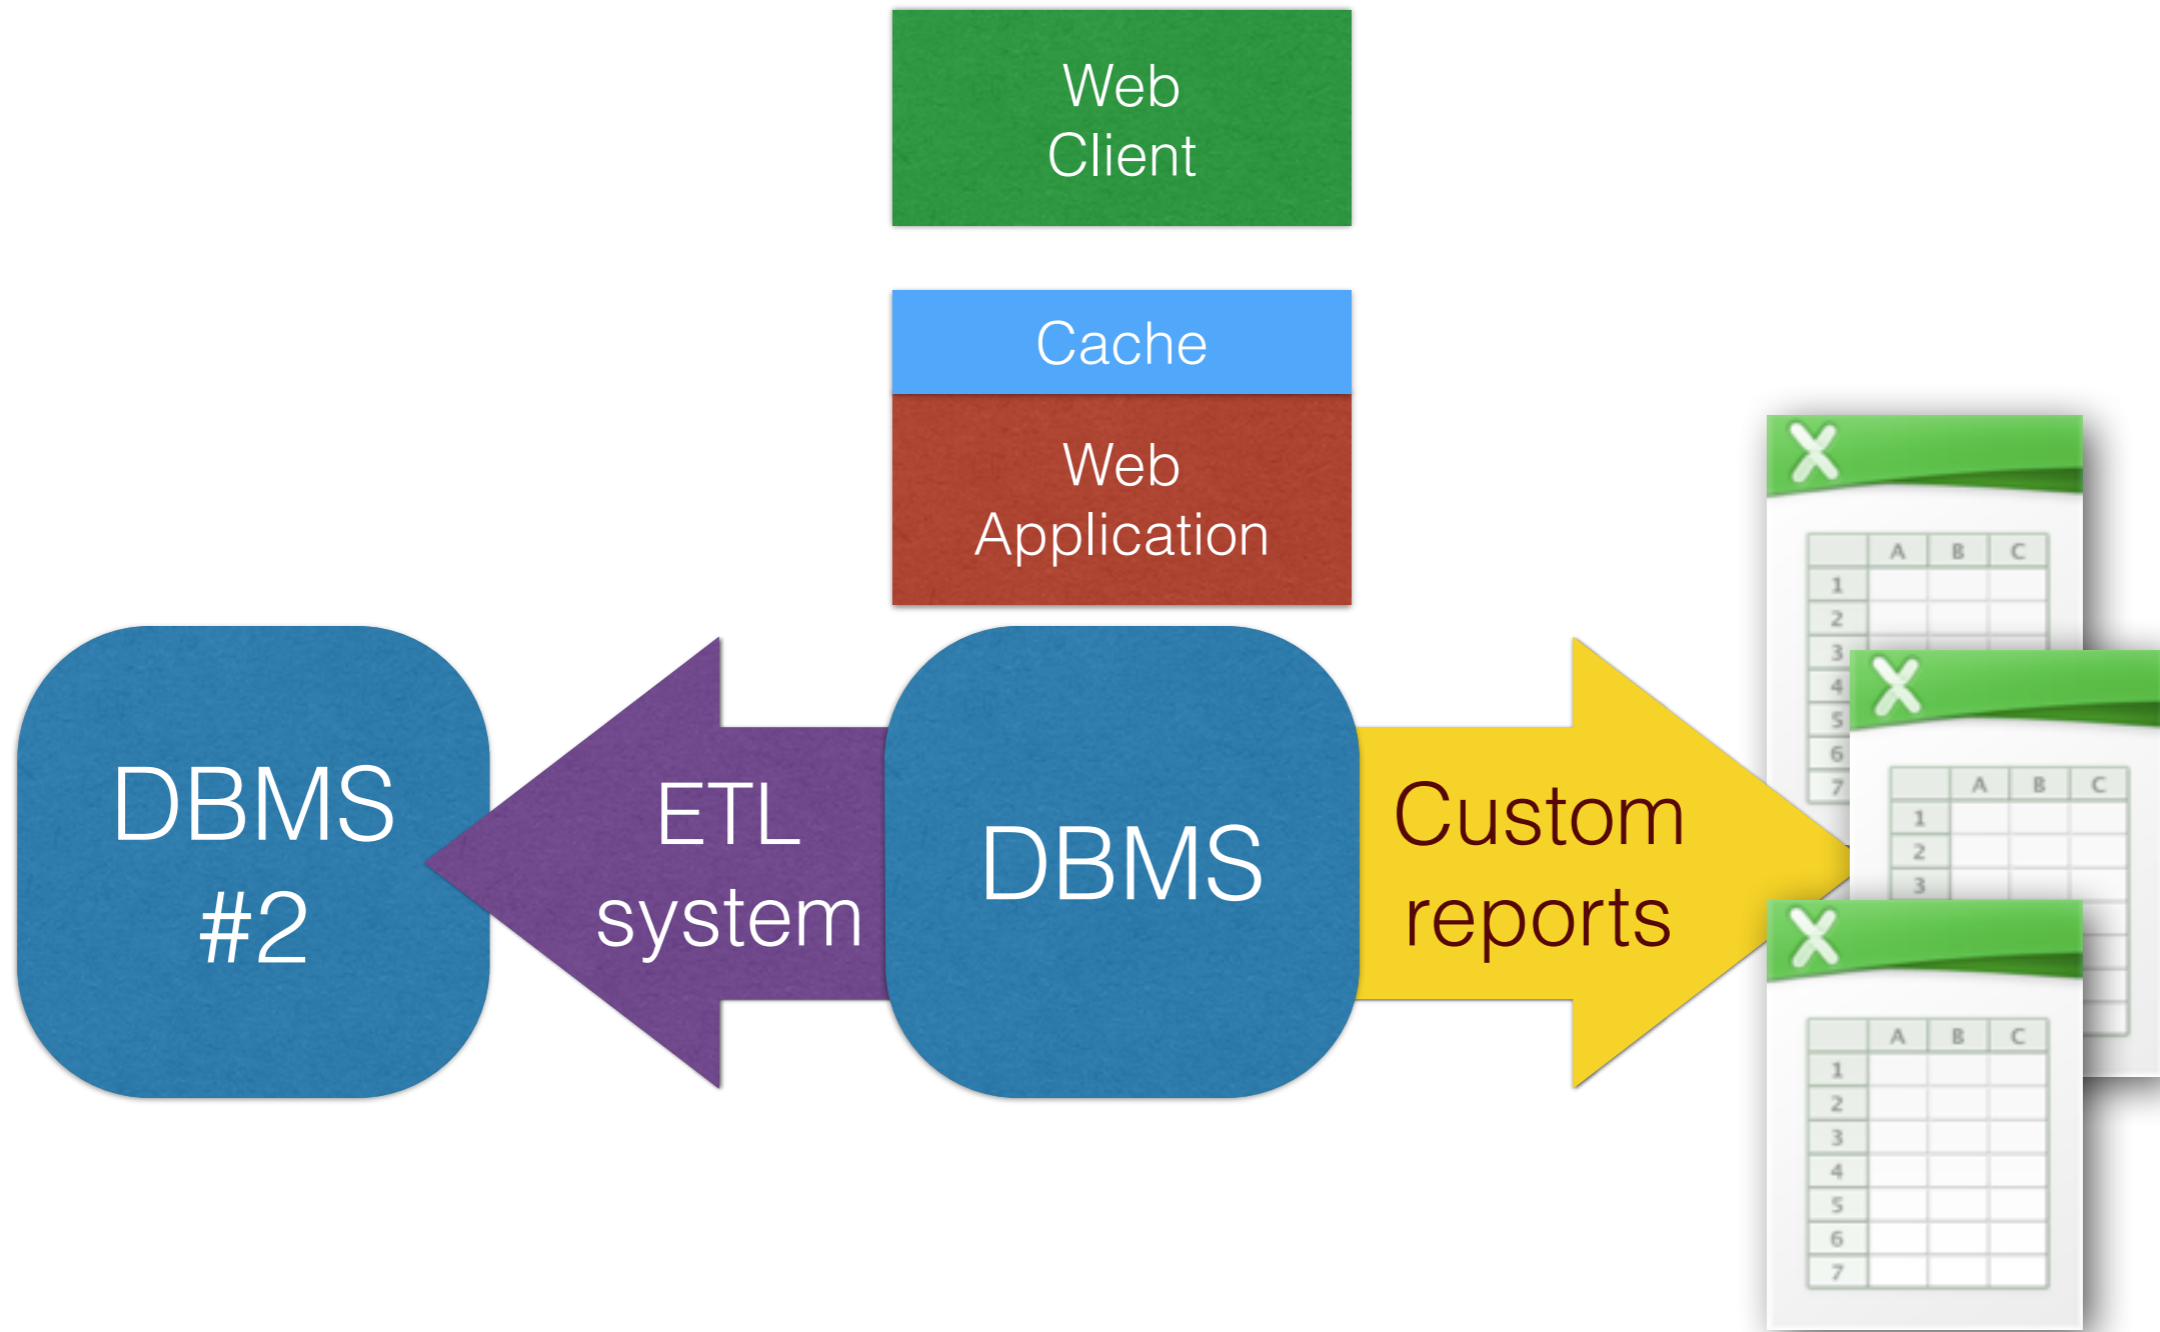 Web
Client
Cache
Web
Application
DBMS
#2
ETL
system
DBMS
Custom
reports
X
A B C
1
2
3
4
5
6
7
X
A B C
1
2
3
X
A B C
1
2
3
4
5
6
7